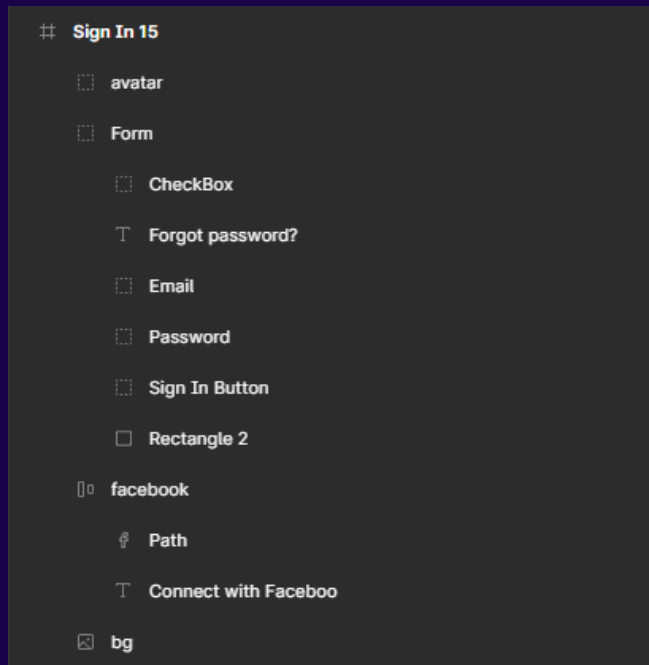 Sign In 15
avatar
Form
CheckBox
Forgot password?
Email
Password
Sign In Button
Rectangle 2
facebook
Path
Connect with Faceboo
bg